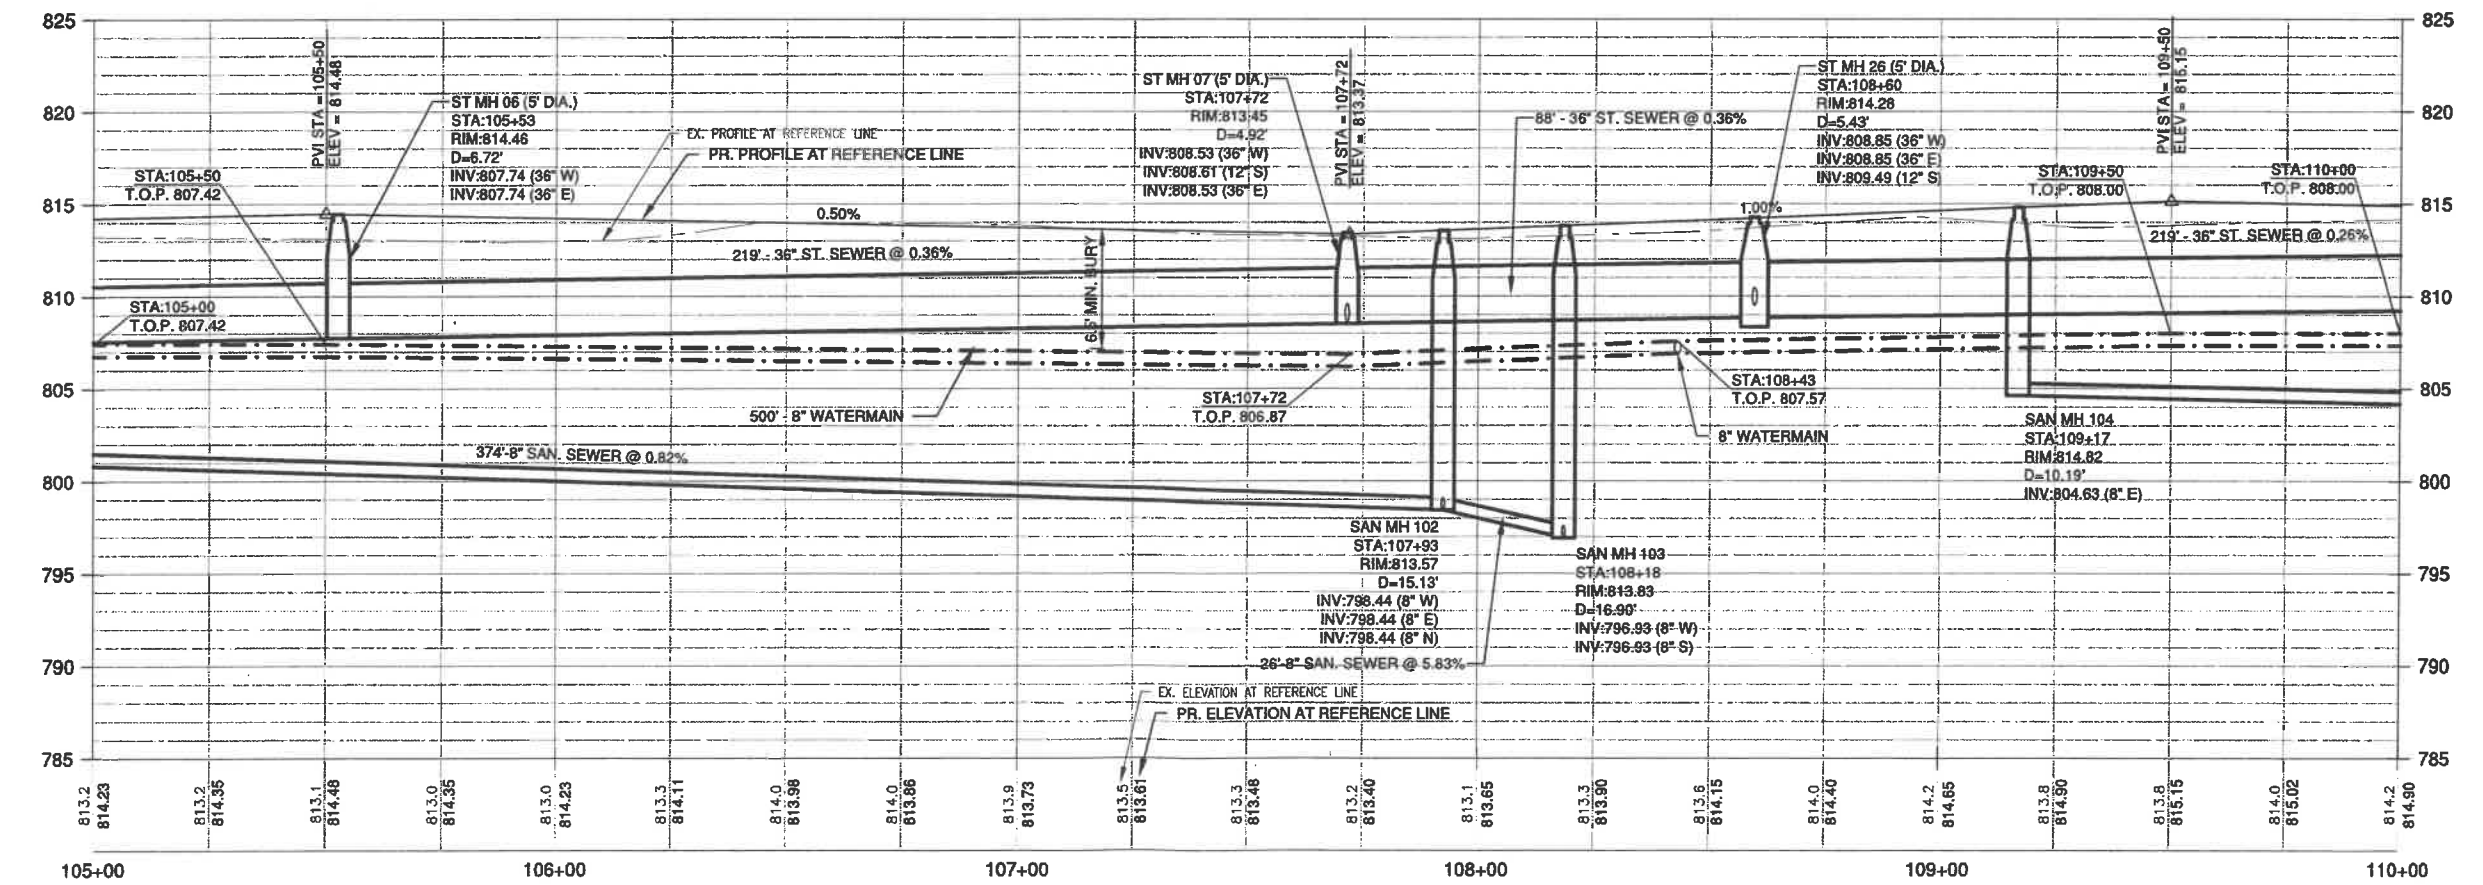 825
820
815
810
805
800
795
790
785
825
820
815
810
805
800
795
790
785
PVI STA = 105+50
ELEV = 814.48
ST MH 06 (5' DIA.)
STA:105+53
RIM:814.46
D=6.72'
INV:807.74 (36" W)
INV:807.74 (36" E)
STA:105+50
T.O.P. 807.42
STA:105+00
T.O.P. 807.42
EX. PROFILE AT REFERENCE LINE
PR. PROFILE AT REFERENCE LINE
0.50%
219' - 36" ST. SEWER @ 0.36%
6.5' MIN. BURY
ST MH 07 (5' DIA.)
STA:107+72
RIM:813.45
D=4.92'
INV:808.53 (36" W)
INV:808.61 (12" S)
INV:808.53 (36" E)
PVI STA = 107+72
ELEV = 813.37
88' - 36" ST. SEWER @ 0.36%
ST MH 26 (5' DIA.)
STA:108+60
RIM:814.28
D=5.43'
INV:808.85 (36" W)
INV:808.85 (36" E)
INV:809.49 (12" S)
1.00%
PVI STA = 109+50
ELEV = 815.15
STA:109+50
T.O.P. 808.00
STA:110+00
T.O.P. 808.00
219' - 36" ST. SEWER @ 0.26%
500' - 8" WATERMAIN
STA:107+72
T.O.P. 806.87
STA:108+43
T.O.P. 807.57
8" WATERMAIN
374'-8" SAN. SEWER @ 0.82%
SAN MH 102
STA:107+93
RIM:813.57
D=15.13'
INV:798.44 (8" W)
INV:798.44 (8" E)
INV:798.44 (8" N)
26'-8" SAN. SEWER @ 5.83%
SAN MH 103
STA:108+18
RIM:813.83
D=16.90'
INV:796.93 (8" W)
INV:796.93 (8" S)
SAN MH 104
STA:109+17
RIM:814.82
D=10.19'
INV:804.63 (8" E)
EX. ELEVATION AT REFERENCE LINE
PR. ELEVATION AT REFERENCE LINE
813.2
814.23
813.2
814.35
813.1
814.48
813.0
814.35
813.0
814.23
813.3
814.11
814.0
813.98
814.0
813.86
813.9
813.73
813.5
813.61
813.3
813.48
813.2
813.40
813.1
813.65
813.3
813.90
813.6
814.15
814.0
814.40
814.2
814.65
813.8
814.90
813.8
815.15
814.0
815.02
814.2
814.90
105+00
106+00
107+00
108+00
109+00
110+00